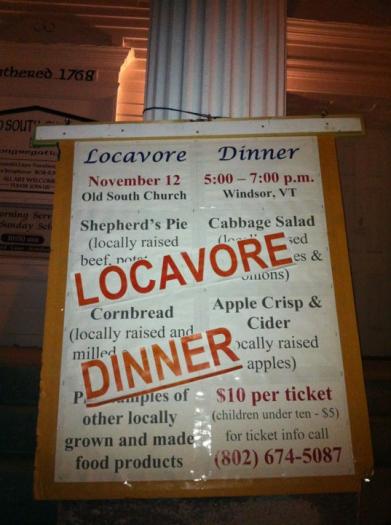 thered 1768
SOUTH
Locavore Dinner
November 12
Old South Church
5:00 – 7:00 p.m.
Windsor, VT
Shepherd's Pie
(locally raised
beef,
Cabbage Salad
LOCAVORE
es &
onions)
Cornbread
(locally raised and
milled
Apple Crisp &
Cider
locally raised
apples)
DINNER
of
other locally
grown and made
food products
$10 per ticket
(children under ten - $5)
for ticket info call
(802) 674-5087